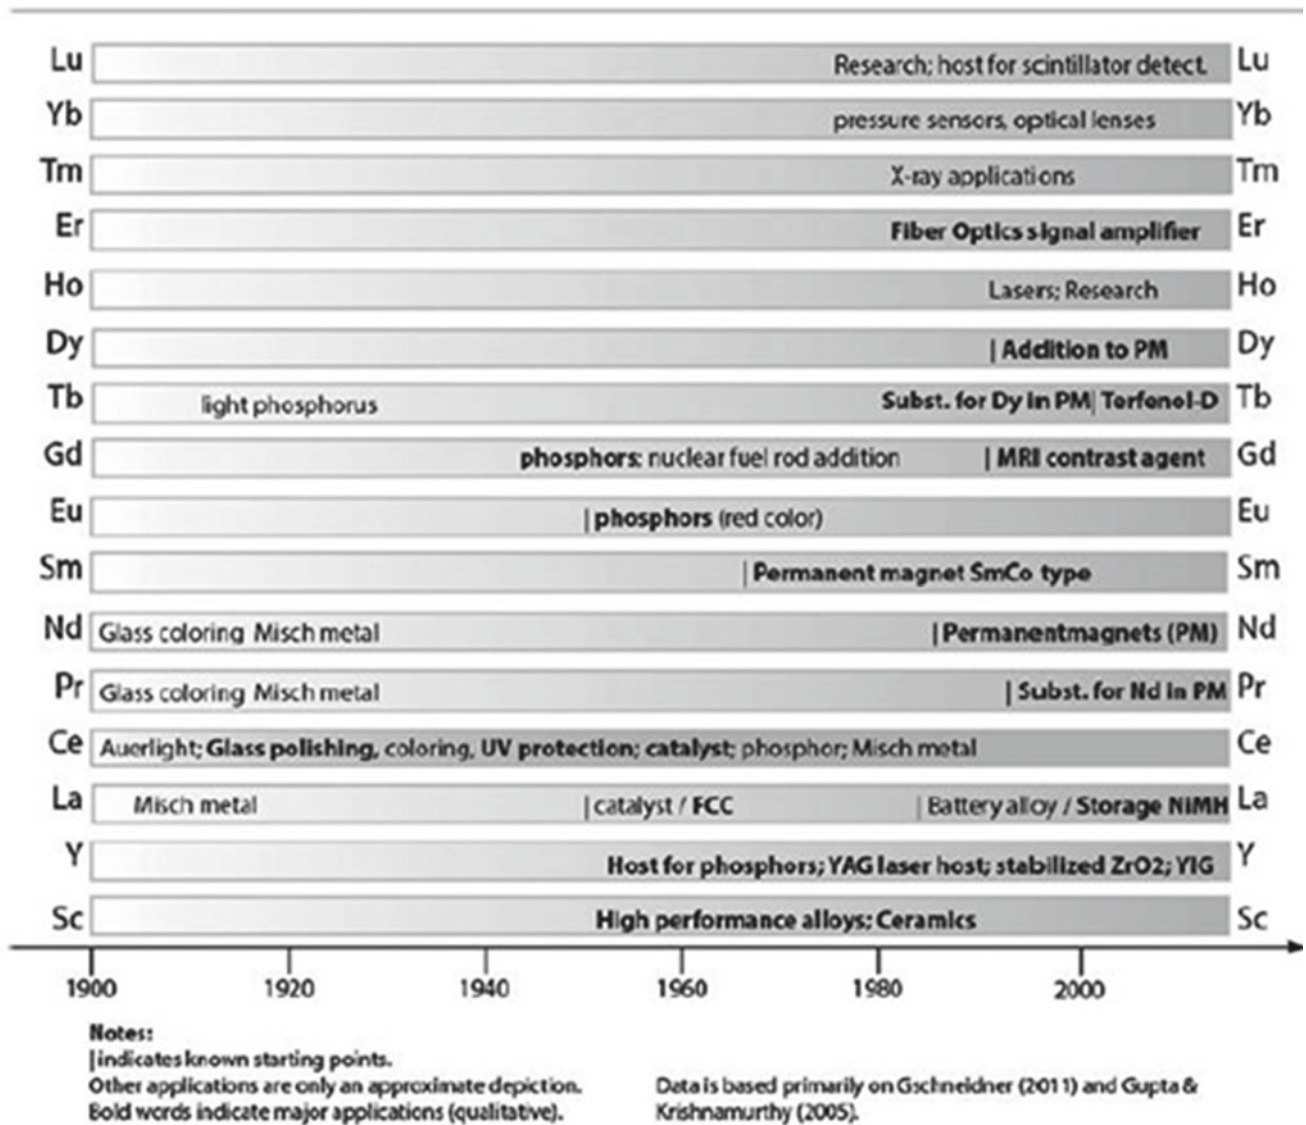 Lu Research; host for scintillator detect. Lu
Yb pressure sensors, optical lenses Yb
Tm X-ray applications Tm
Er Fiber Optics signal amplifier Er
Ho Lasers; Research Ho
Dy |Addition to PM Dy
Tb light phosphorus Subst. for Dy in PM| Terfenol-D Tb
Gd phosphors; nuclear fuel rod addition |MRI contrast agent Gd
Eu |phosphors (red color) Eu
Sm |Permanent magnet SmCo type Sm
Nd Glass coloring Misch metal |Permanentmagnets (PM) Nd
Pr Glass coloring Misch metal |Subst. for Nd in PM Pr
Ce Auerlight; Glass polishing, coloring, UV protection; catalyst; phosphor; Misch metal Ce
La Misch metal |catalyst / FCC |Battery alloy / Storage NiMH La
Y Host for phosphors; YAG laser host; stabilized ZrO2; YIG Y
Sc High performance alloys; Ceramics Sc
1900 1920 1940 1960 1980 2000
Notes:
|indicates known starting points.
Other applications are only an approximate depiction.
Bold words indicate major applications (qualitative).
Data is based primarily on Gschneidner (2011) and Gupta &
Krishnamurthy (2005).